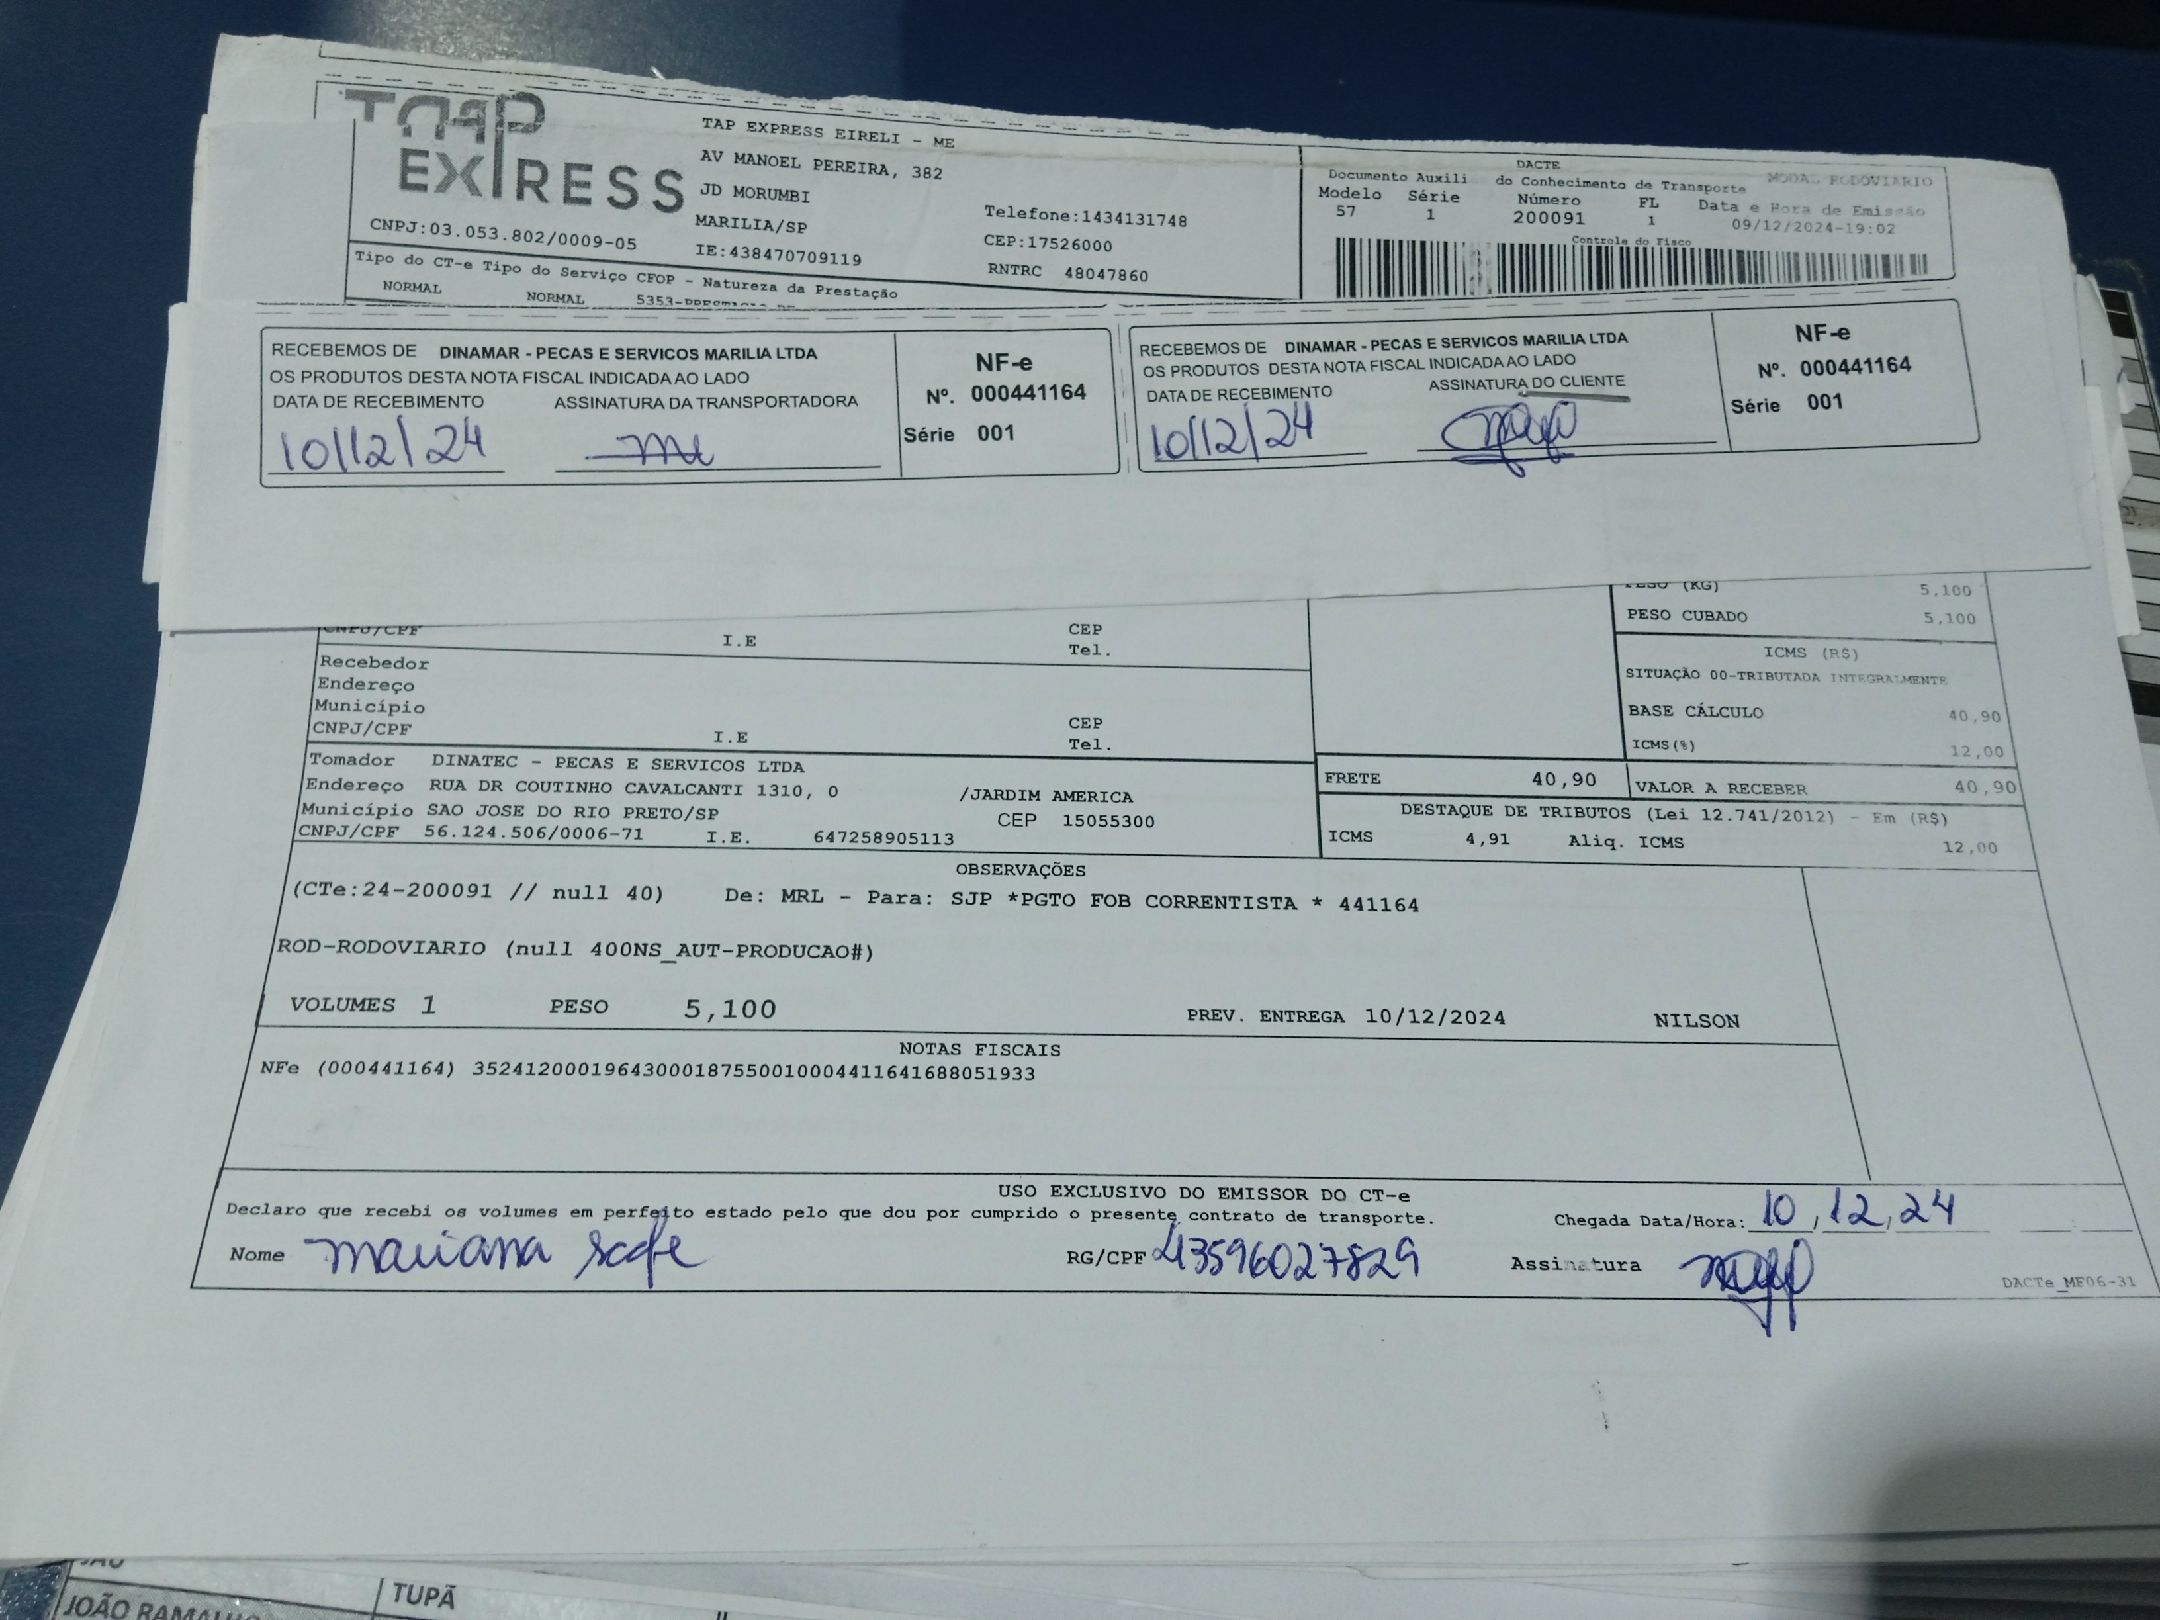 TAP
EXPRESS
CNPJ:03.053.802/0009-05
TAP EXPRESS EIRELI - ME
AV MANOEL PEREIRA, 382
JD MORUMBI
MARILIA/SP
IE:438470709119
Telefone:1434131748
CEP:17526000
RNTRC 48047860
DACTE
Documento Auxili do Conhecimento de Transporte
MODAL RODOVIARIO
Modelo Série Número FL Data e Hora de Emissão
57 1 200091 1 09/12/2024-19:02
Controle do Fisco
Tipo do CT-e Tipo do Serviço CFOP - Natureza da Prestação
NORMAL NORMAL
RECEBEMOS DE DINAMAR - PECAS E SERVICOS MARILIA LTDA
OS PRODUTOS DESTA NOTA FISCAL INDICADA AO LADO
DATA DE RECEBIMENTO ASSINATURA DA TRANSPORTADORA
10/12/24
NF-e
Nº. 000441164
Série 001
RECEBEMOS DE DINAMAR - PECAS E SERVICOS MARILIA LTDA
OS PRODUTOS DESTA NOTA FISCAL INDICADA AO LADO
DATA DE RECEBIMENTO ASSINATURA DO CLIENTE
10/12/24
NF-e
Nº. 000441164
Série 001
PESO (KG) 5,100
PESO CUBADO 5,100
CNPJ/CPF I.E CEP
Tel.
Recebedor
Endereço
Município
CNPJ/CPF I.E CEP
Tel.
ICMS (R$)
SITUAÇÃO 00-TRIBUTADA INTEGRALMENTE
BASE CÁLCULO 40,90
ICMS(%) 12,00
Tomador DINATEC - PECAS E SERVICOS LTDA
Endereço RUA DR COUTINHO CAVALCANTI 1310, 0 /JARDIM AMERICA
Município SAO JOSE DO RIO PRETO/SP CEP 15055300
CNPJ/CPF 56.124.506/0006-71 I.E. 647258905113
FRETE 40,90 VALOR A RECEBER 40,90
DESTAQUE DE TRIBUTOS (Lei 12.741/2012) - Em (R$)
ICMS 4,91 Aliq. ICMS 12,00
OBSERVAÇÕES
(CTe:24-200091 // null 40) De: MRL - Para: SJP *PGTO FOB CORRENTISTA * 441164
ROD-RODOVIARIO (null 400NS_AUT-PRODUCAO#)
VOLUMES 1 PESO 5,100 PREV. ENTREGA 10/12/2024 NILSON
NOTAS FISCAIS
NFe (000441164) 35241200019643000187550010004411641688051933
USO EXCLUSIVO DO EMISSOR DO CT-e
Declaro que recebi os volumes em perfeito estado pelo que dou por cumprido o presente contrato de transporte.
Chegada Data/Hora: 10,12,24
Nome mariana RG/CPF 43596027829 Assinatura
DACTe_MF06-31
TUPÃ